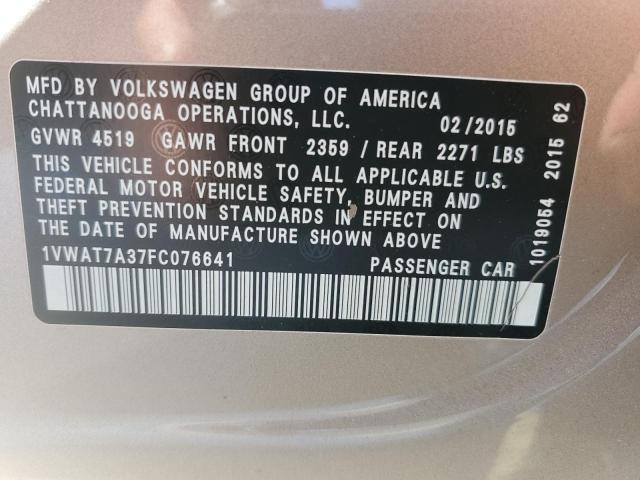 MFD BY VOLKSWAGEN GROUP OF AMERICA
CHATTANOOGA OPERATIONS, LLC. 02/2015
GVWR 4519 GAWR FRONT 2359 / REAR 2271 LBS
THIS VEHICLE CONFORMS TO ALL APPLICABLE U.S.
FEDERAL MOTOR VEHICLE SAFETY, BUMPER AND
THEFT PREVENTION STANDARDS IN EFFECT ON
THE DATE OF MANUFACTURE SHOWN ABOVE
1VWAT7A37FC076641 PASSENGER CAR
1019054 2015 62